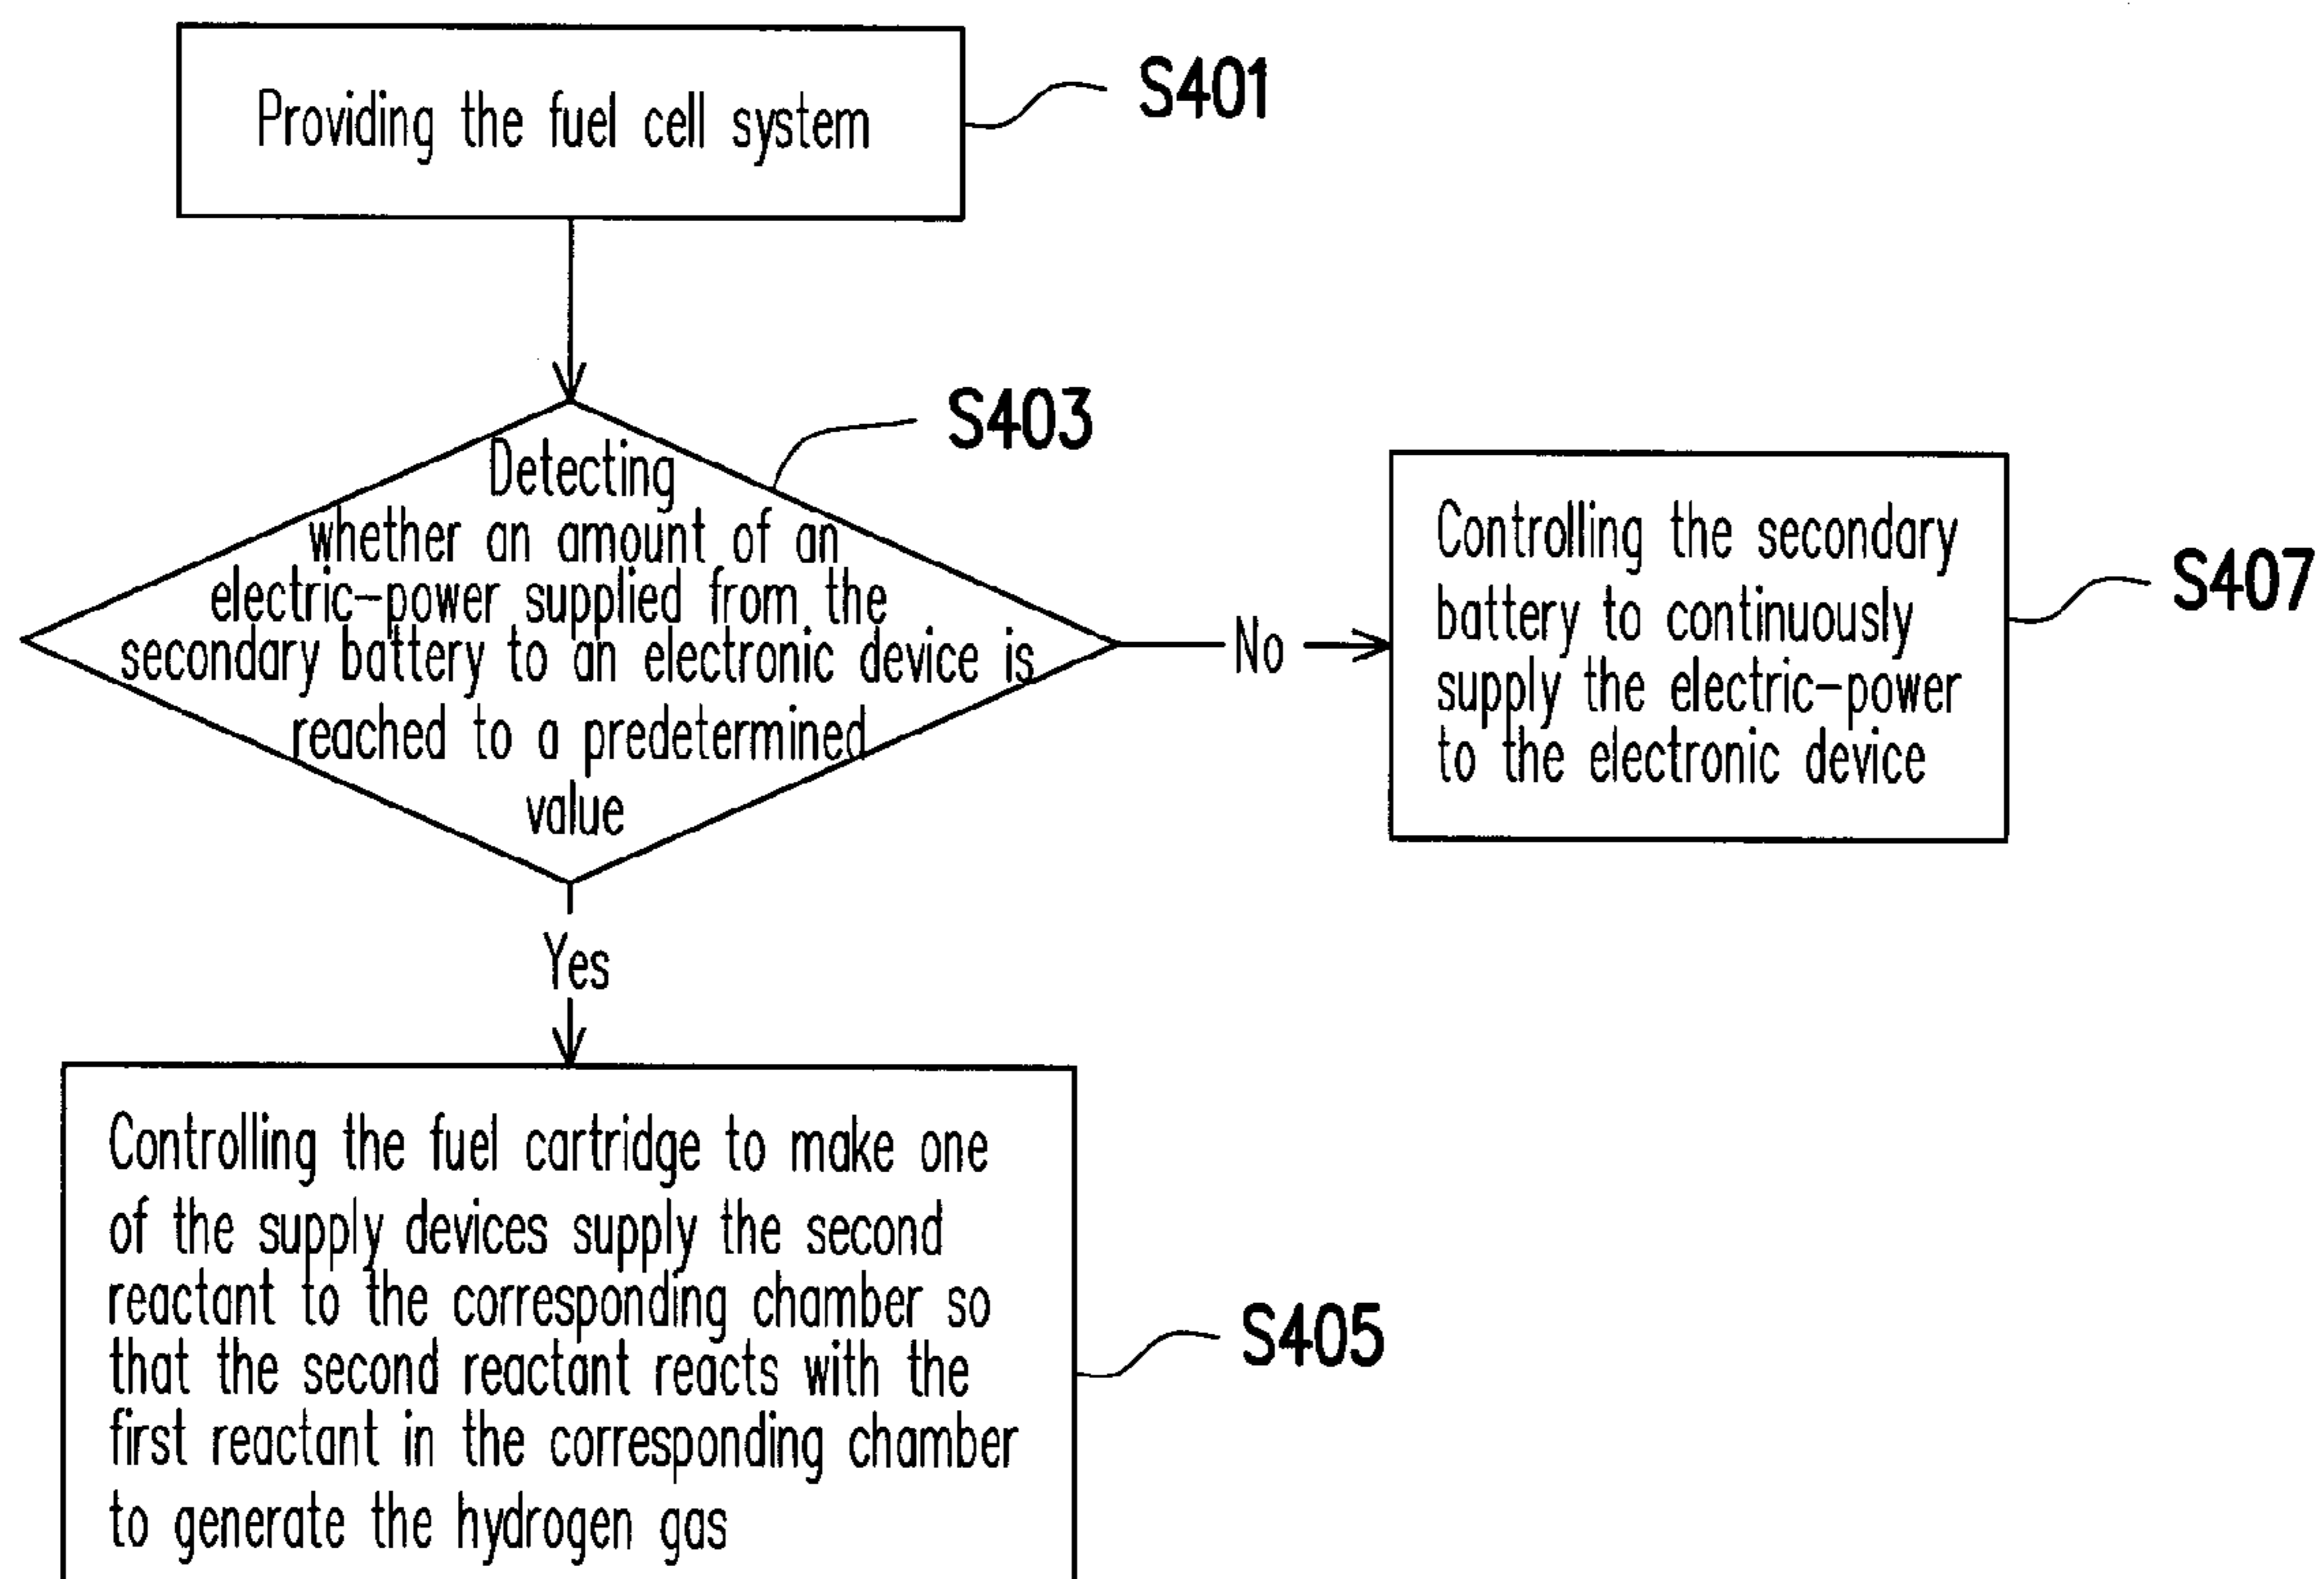 Providing the fuel cell system
S401
S403
Detecting
whether an amount of an
electric-power supplied from the
secondary battery to an electronic device is
reached to a predetermined
value
No
Controlling the secondary
battery to continuously
supply the electric-power
to the electronic device
S407
Yes
Controlling the fuel cartridge to make one
of the supply devices supply the second
reactant to the corresponding chamber so
that the second reactant reacts with the
first reactant in the corresponding chamber
to generate the hydrogen gas
S405